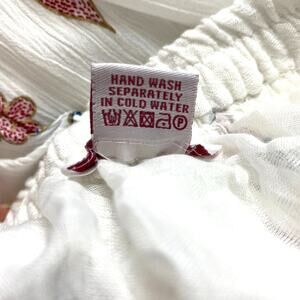 HAND WASH
SEPARATELY
IN COLD WATER
P